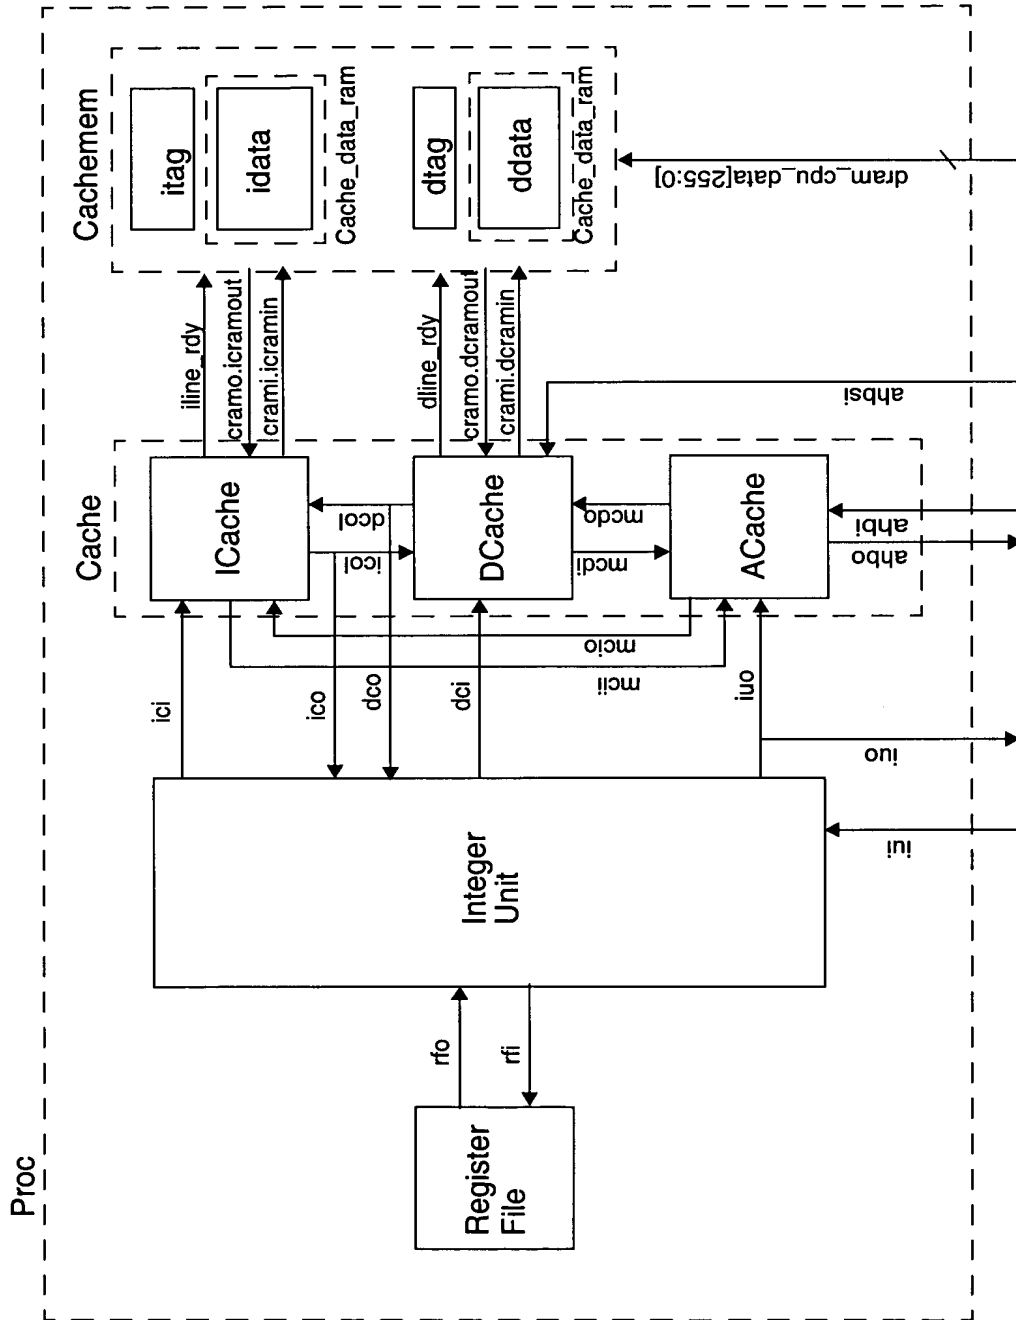 Proc
Register
File
rfo
rfi
Integer
Unit
iui
iuo
ici
ico
dco
dci
iuo
mcii
mcio
Cache
ICache
icol
dcol
DCache
mcdi
mcdo
ACache
ahbo
ahbi
ahbsi
iline_rdy
cramo.icramout
crami.icramin
dline_rdy
cramo.dcramout
crami.dcramin
Cachemem
itag
idata
Cache_data_ram
dtag
ddata
Cache_data_ram
dram_cpu_data[255:0]